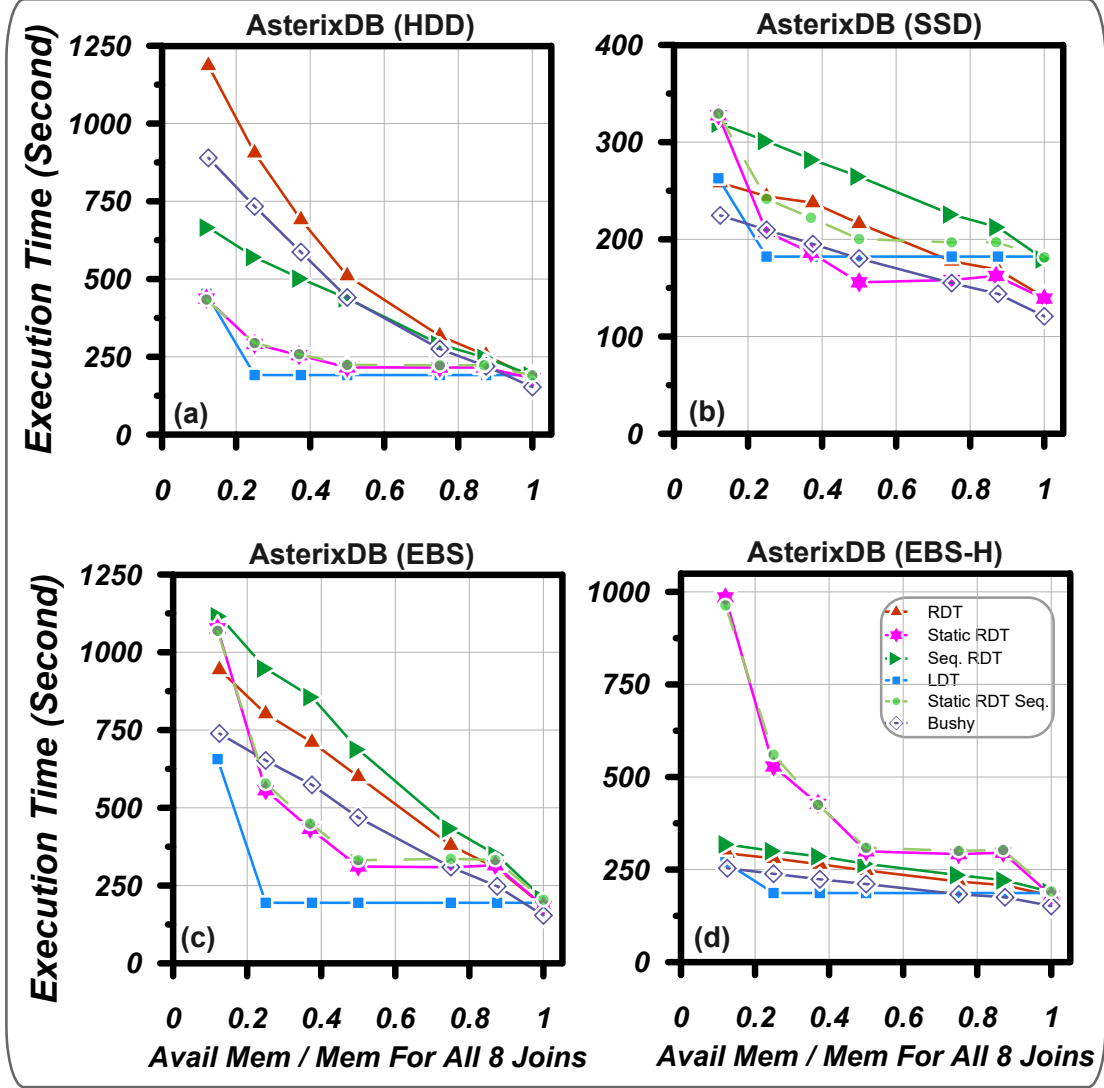 AsterixDB (HDD)
Execution Time (Second)
1250
1000
750
500
250
0
(a)
0 0.2 0.4 0.6 0.8 1
AsterixDB (SSD)
400
300
200
100
0
(b)
0 0.2 0.4 0.6 0.8 1
AsterixDB (EBS)
Execution Time (Second)
1250
1000
750
500
250
0
(c)
0 0.2 0.4 0.6 0.8 1
Avail Mem / Mem For All 8 Joins
AsterixDB (EBS-H)
1000
750
500
250
0
RDT
Static RDT
Seq. RDT
LDT
Static RDT Seq.
Bushy
(d)
0 0.2 0.4 0.6 0.8 1
Avail Mem / Mem For All 8 Joins